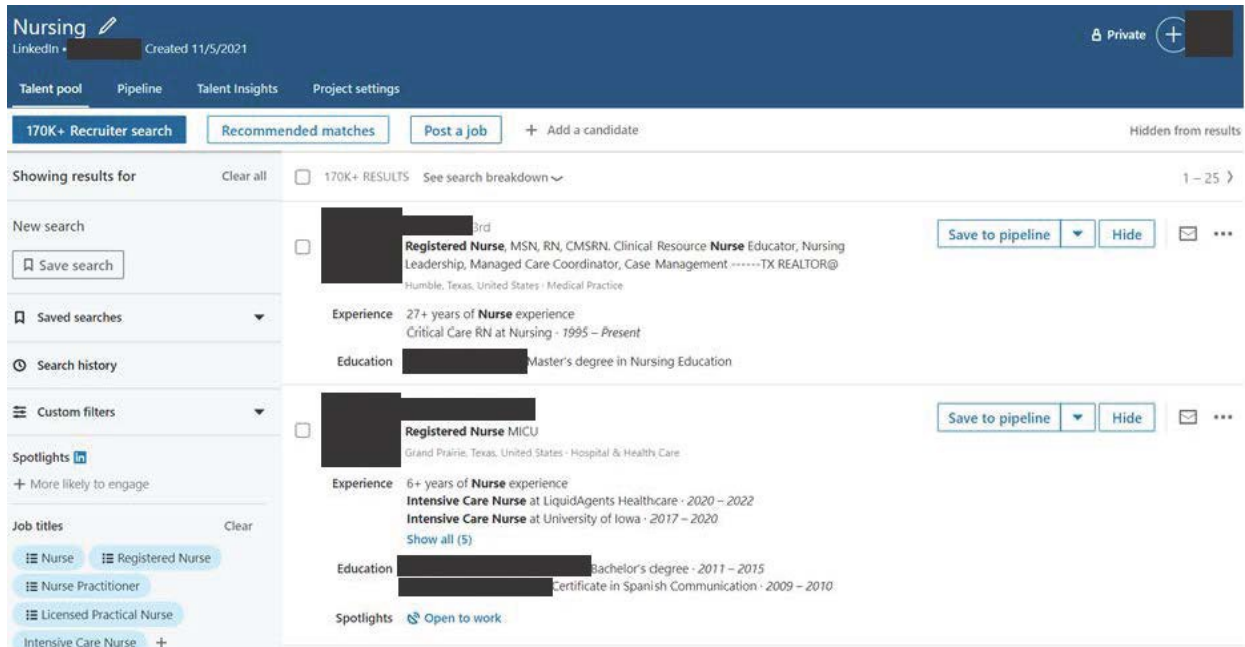 Nursing
LinkedIn • Created 11/5/2021
Private
Talent pool Pipeline Talent Insights Project settings
170K+ Recruiter search Recommended matches Post a job + Add a candidate Hidden from results
Showing results for Clear all
170K+ RESULTS See search breakdown 1 – 25
New search
Save search
Saved searches
Search history
Custom filters
Spotlights in
+ More likely to engage
Job titles Clear
Nurse Registered Nurse
Nurse Practitioner
Licensed Practical Nurse
Intensive Care Nurse +
3rd
Registered Nurse, MSN, RN, CMSRN. Clinical Resource Nurse Educator, Nursing
Leadership, Managed Care Coordinator, Case Management ------TX REALTOR@
Humble, Texas, United States · Medical Practice
Save to pipeline Hide
Experience 27+ years of Nurse experience
Critical Care RN at Nursing · 1995 – Present
Education Master's degree in Nursing Education
Registered Nurse MICU
Grand Prairie, Texas, United States · Hospital & Health Care
Save to pipeline Hide
Experience 6+ years of Nurse experience
Intensive Care Nurse at LiquidAgents Healthcare · 2020 – 2022
Intensive Care Nurse at University of Iowa · 2017 – 2020
Show all (5)
Education Bachelor's degree · 2011 – 2015
Certificate in Spanish Communication · 2009 – 2010
Spotlights Open to work